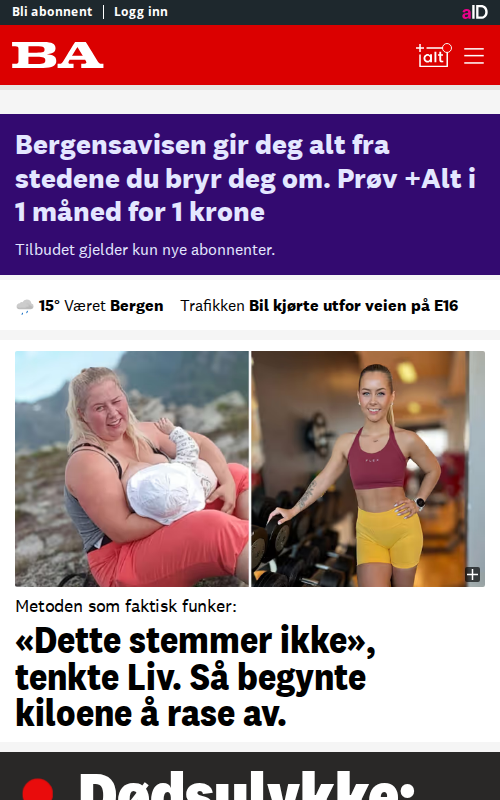 Bli abonnent | Logg inn
aID
BA
+alt
Bergensavisen gir deg alt fra
stedene du bryr deg om. Prøv +Alt i
1 måned for 1 krone
Tilbudet gjelder kun nye abonnenter.
15° Været Bergen Trafikken Bil kjørte utfor veien på E16
Metoden som faktisk funker:
«Dette stemmer ikke»,
tenkte Liv. Så begynte
kiloene å rase av.
Dødsulykke: